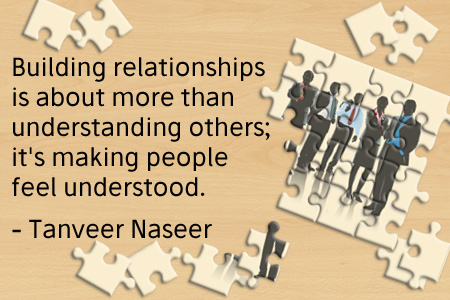 Building relationships
is about more than
understanding others;
it's making people
feel understood.
- Tanveer Naseer